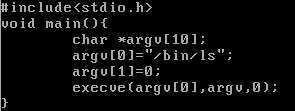 #include<stdio.h>
void main(){
        char *argv[10];
        argv[0]="/bin/ls";
        argv[1]=0;
        execve(argv[0],argv,0);
}